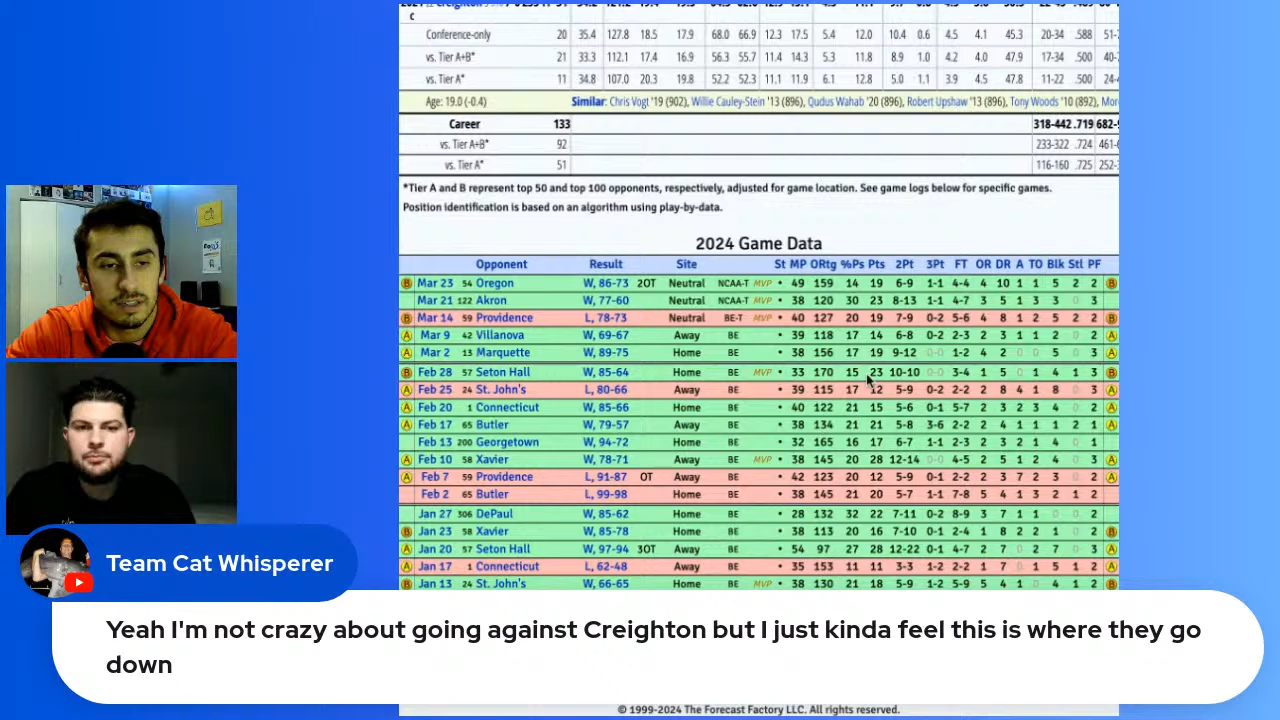 Conference-only 20 35.4 127.8 18.5 17.9 68.0 66.9 12.3 17.5 5.4 12.0 10.4 0.6 4.5 4.1 45.3 20-34 .588
vs. Tier A+B* 21 33.3 112.1 17.4 16.9 56.3 55.7 11.4 14.3 5.3 11.8 8.9 1.0 4.2 4.0 47.9 17-34 .500
vs. Tier A* 11 34.8 107.0 20.3 19.8 52.2 52.3 11.1 11.9 6.1 12.8 5.0 1.1 3.9 4.5 47.8 11-22 .500
Age: 19.0 (-0.4) Similar: Chris Vogt '19 (902), Willie Cauley-Stein '13 (896), Qudus Wahab '20 (896), Robert Upshaw '13 (896), Tony Woods '10 (892),
Career 133 318-442 .719
vs. Tier A+B* 92 233-322 .724
vs. Tier A* 51 116-160 .725
*Tier A and B represent top 50 and top 100 opponents, respectively, adjusted for game location. See game logs below for specific games.
Position identification is based on an algorithm using play-by-data.
2024 Game Data
Opponent Result Site St MP ORtg %Ps Pts 2Pt 3Pt FT OR DR A TO Blk Stl PF
B Mar 23 54 Oregon W, 86-73 2OT Neutral NCAA-T MVP • 49 159 14 19 7-9 1-1 4-4 4 10 1 1 5 2 2 B
Mar 21 122 Akron W, 77-60 Neutral NCAA-T MVP • 38 120 30 23 8-13 1-1 4-7 3 5 1 3 3 0 3
B Mar 14 59 Providence L, 78-73 Neutral BE-T MVP • 40 127 20 19 7-9 0-2 5-6 4 8 1 2 5 2 2 B
A Mar 9 42 Villanova W, 69-67 Away BE • 39 118 17 14 6-8 0-2 2-3 2 3 1 1 2 0 3 A
A Mar 2 13 Marquette W, 89-75 Home BE • 38 156 17 19 9-12 0-0 1-2 4 2 0 0 5 3 A
B Feb 28 57 Seton Hall W, 85-64 Home BE MVP • 33 170 15 23 10-10 0-0 3-4 1 5 0 1 4 1 3 B
A Feb 25 24 St. John's L, 80-66 Away BE • 39 115 17 12 5-9 0-2 2-2 2 8 4 1 8 0 3 A
A Feb 20 1 Connecticut W, 85-66 Home BE • 40 122 21 15 5-6 0-1 5-7 2 3 2 3 4 0 2 A
A Feb 17 65 Butler W, 79-57 Away BE • 38 134 21 21 5-8 3-6 2-2 2 4 1 1 1 2 1 A
Feb 13 200 Georgetown W, 94-72 Home BE • 32 165 16 17 6-7 1-1 2-3 2 3 2 1 4 0 1
A Feb 10 58 Xavier W, 78-71 Away BE MVP • 38 145 20 28 12-14 0-0 4-5 2 5 1 2 4 0 3 A
A Feb 7 59 Providence L, 91-87 OT Away BE • 42 123 20 12 5-9 0-1 2-2 2 3 7 2 3 0 2 A
Feb 2 65 Butler L, 99-98 Home BE • 38 145 21 20 5-7 1-1 7-8 5 4 1 3 2 1 2
Jan 27 306 DePaul W, 85-62 Home BE • 28 132 32 22 7-11 0-2 8-9 3 7 1 1 0 0 2
B Jan 23 58 Xavier W, 85-78 Home BE • 38 113 20 16 7-10 0-1 2-4 1 8 2 2 1 0 2 B
A Jan 20 57 Seton Hall W, 97-94 3OT Away BE • 54 97 27 28 12-22 0-1 4-7 2 7 0 2 7 0 3 A
A Jan 17 1 Connecticut L, 62-48 Away BE • 35 153 11 11 3-3 1-2 2-2 1 7 0 1 5 1 2 A
B Jan 13 24 St. John's W, 66-65 Home BE MVP • 38 130 21 18 5-9 1-2 5-9 5 4 1 0 4 1 2 B
Team Cat Whisperer
Yeah I'm not crazy about going against Creighton but I just kinda feel this is where they go
down
© 1999-2024 The Forecast Factory LLC. All rights reserved.